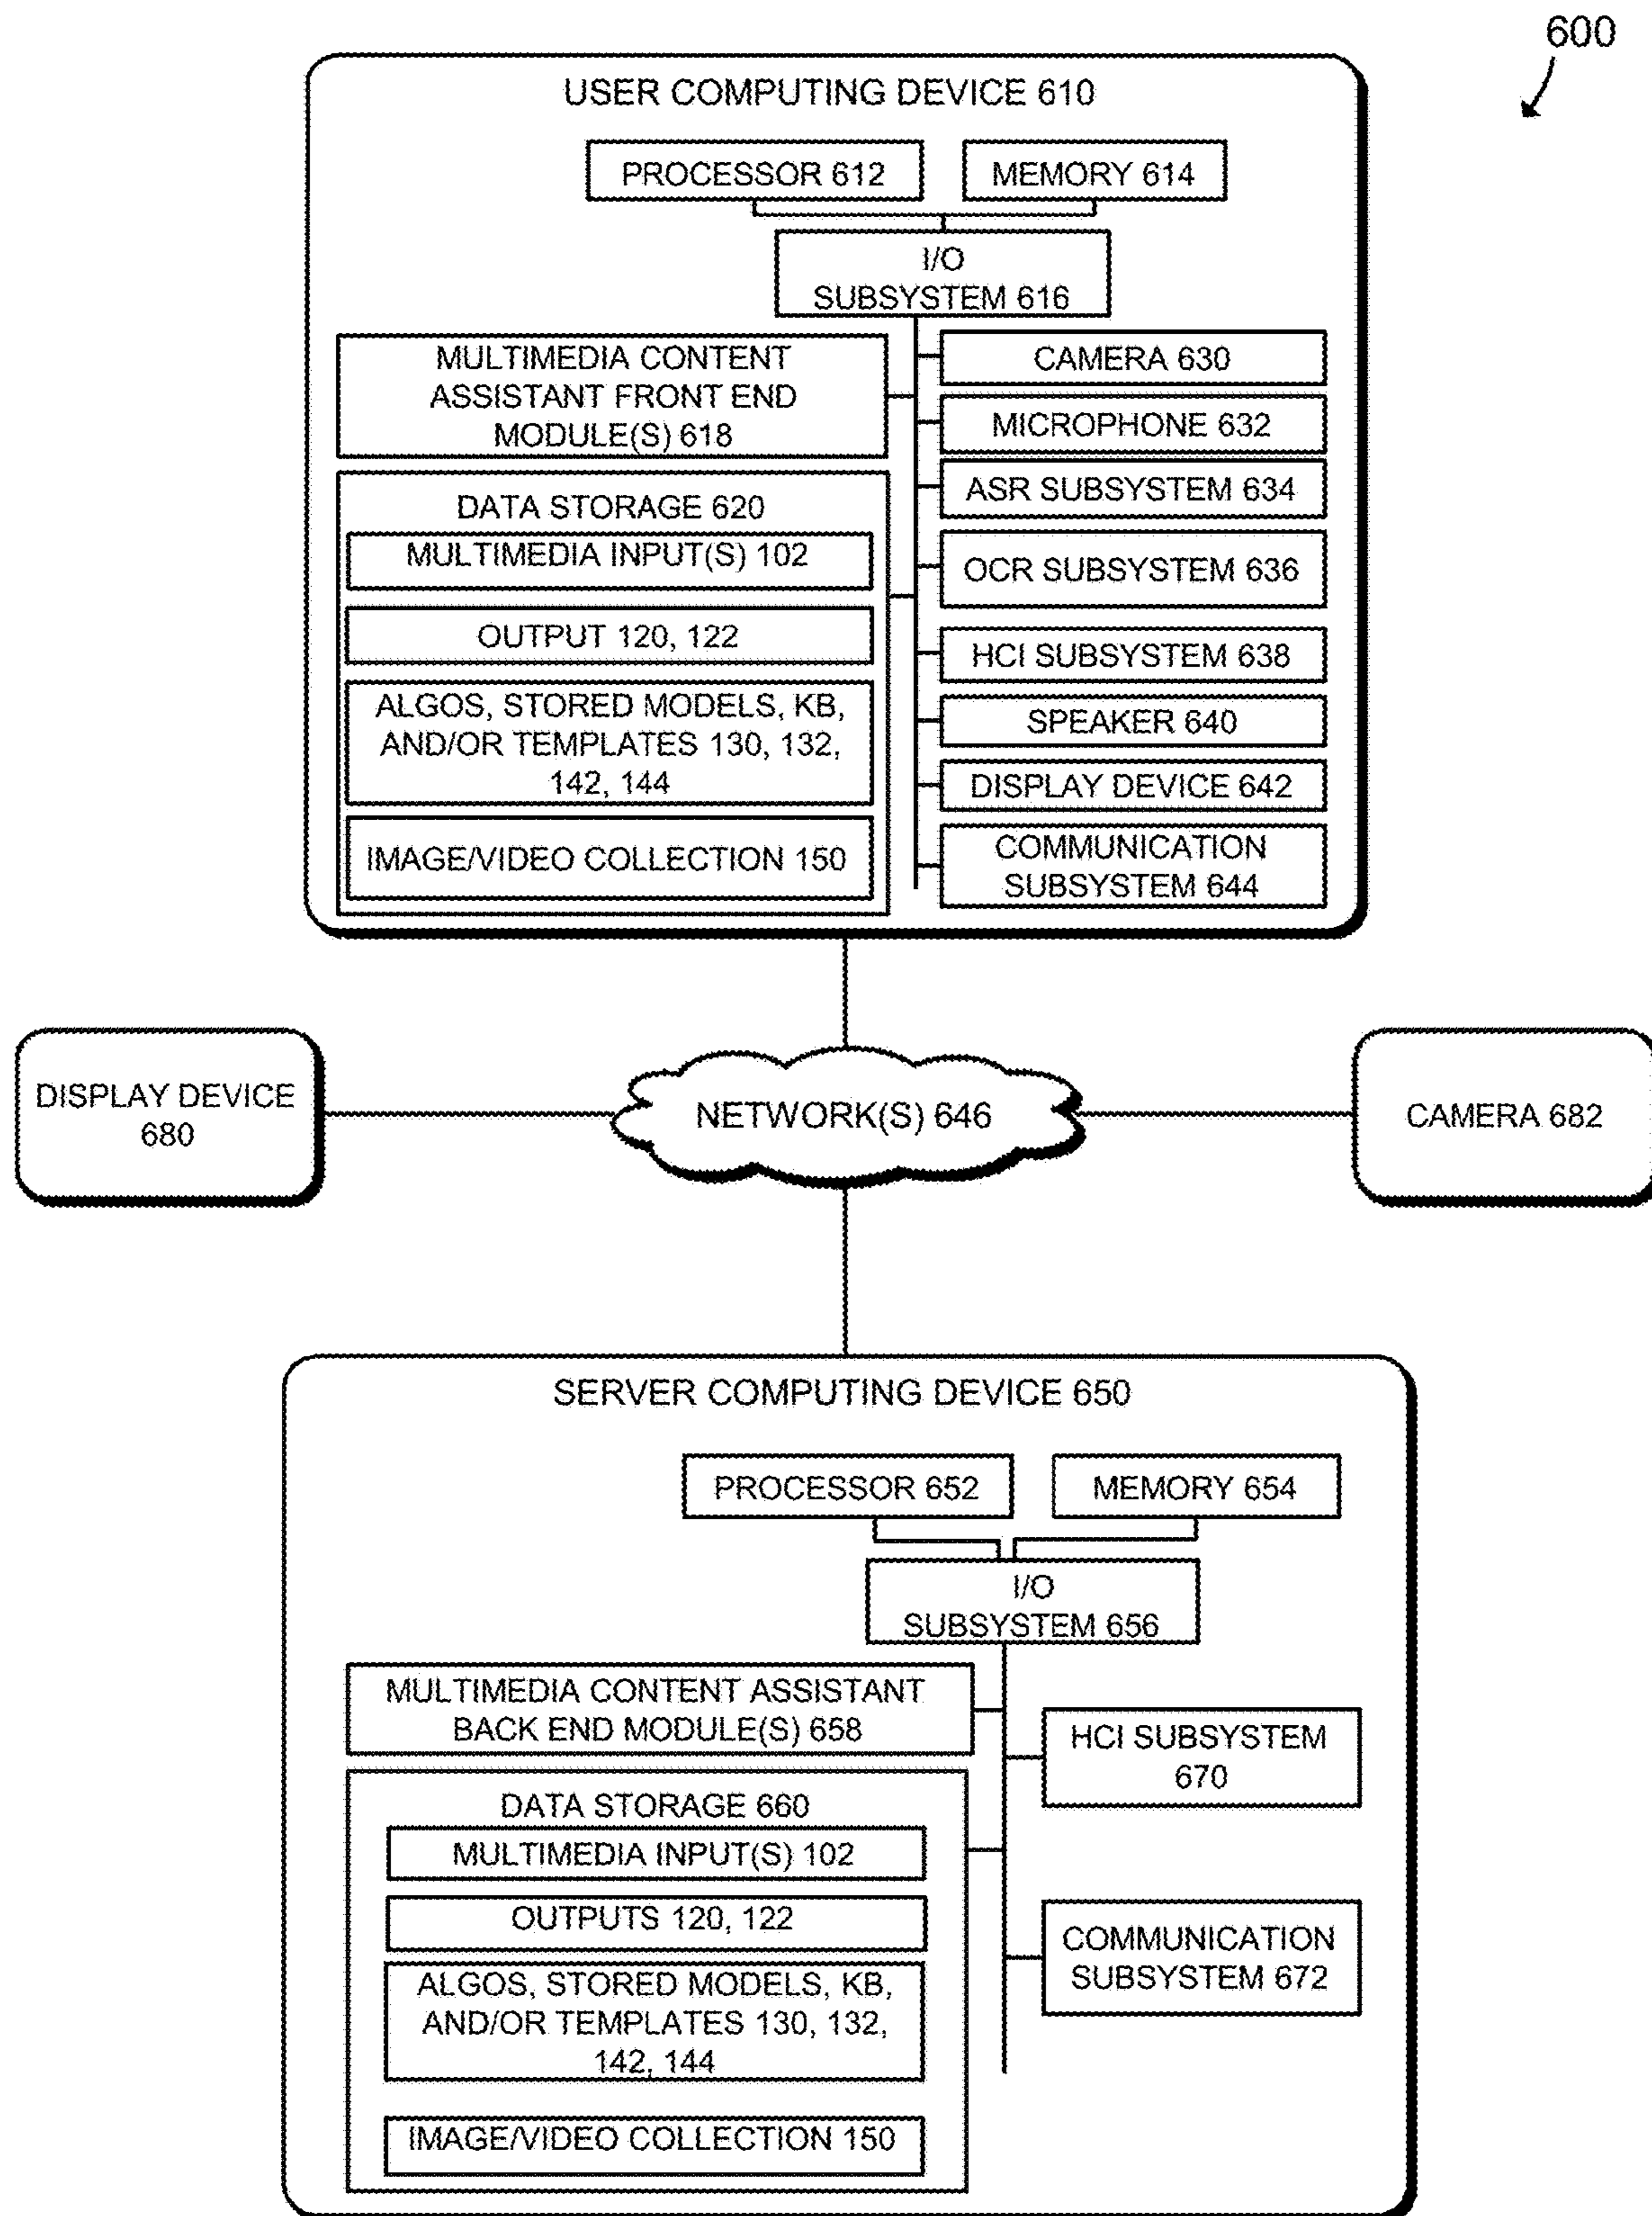 600
USER COMPUTING DEVICE 610
PROCESSOR 612
MEMORY 614
I/O
SUBSYSTEM 616
MULTIMEDIA CONTENT
ASSISTANT FRONT END
MODULE(S) 618
DATA STORAGE 620
MULTIMEDIA INPUT(S) 102
OUTPUT 120, 122
ALGOS, STORED MODELS, KB,
AND/OR TEMPLATES 130, 132,
142, 144
IMAGE/VIDEO COLLECTION 150
CAMERA 630
MICROPHONE 632
ASR SUBSYSTEM 634
OCR SUBSYSTEM 636
HCI SUBSYSTEM 638
SPEAKER 640
DISPLAY DEVICE 642
COMMUNICATION
SUBSYSTEM 644
DISPLAY DEVICE
680
NETWORK(S) 646
CAMERA 682
SERVER COMPUTING DEVICE 650
PROCESSOR 652
MEMORY 654
I/O
SUBSYSTEM 656
MULTIMEDIA CONTENT ASSISTANT
BACK END MODULE(S) 658
DATA STORAGE 660
MULTIMEDIA INPUT(S) 102
OUTPUTS 120, 122
ALGOS, STORED MODELS, KB,
AND/OR TEMPLATES 130, 132,
142, 144
IMAGE/VIDEO COLLECTION 150
HCI SUBSYSTEM
670
COMMUNICATION
SUBSYSTEM 672